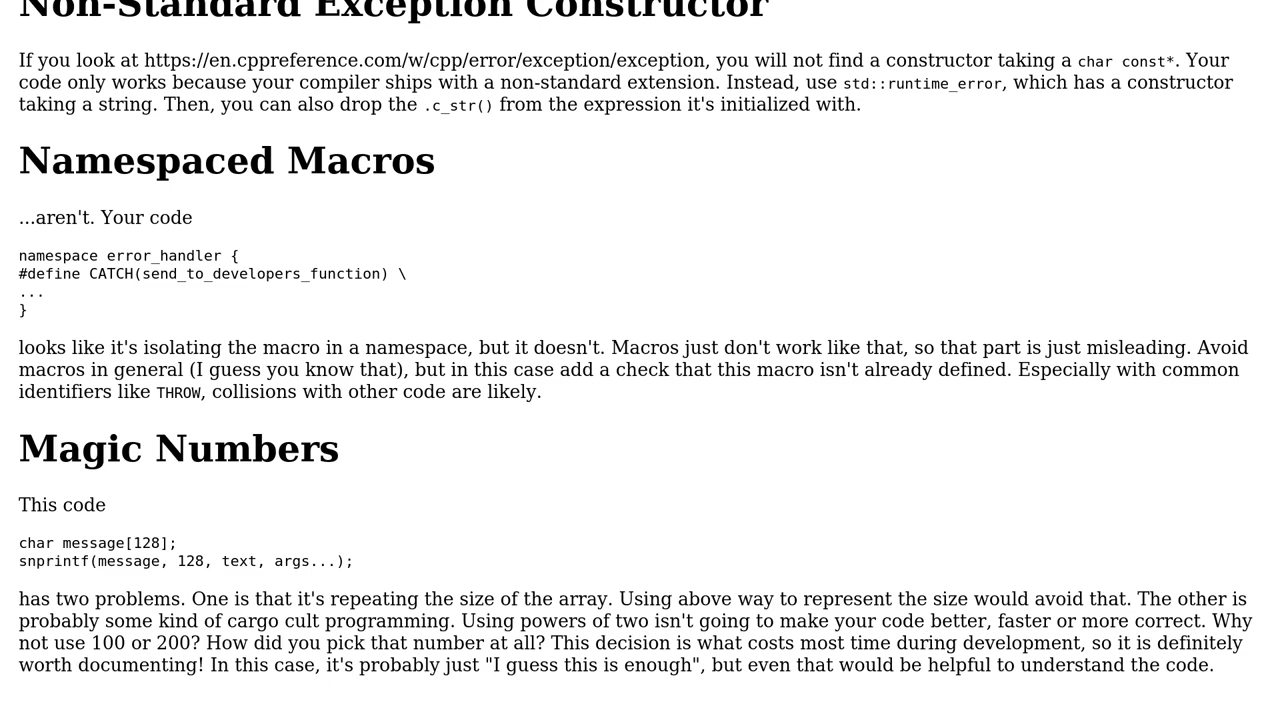 Non-Standard Exception Constructor
If you look at https://en.cppreference.com/w/cpp/error/exception/exception, you will not find a constructor taking a char const*. Your
code only works because your compiler ships with a non-standard extension. Instead, use std::runtime_error, which has a constructor
taking a string. Then, you can also drop the .c_str() from the expression it's initialized with.
Namespaced Macros
...aren't. Your code
namespace error_handler {
#define CATCH(send_to_developers_function) \
...
}
looks like it's isolating the macro in a namespace, but it doesn't. Macros just don't work like that, so that part is just misleading. Avoid
macros in general (I guess you know that), but in this case add a check that this macro isn't already defined. Especially with common
identifiers like THROW, collisions with other code are likely.
Magic Numbers
This code
char message[128];
snprintf(message, 128, text, args...);
has two problems. One is that it's repeating the size of the array. Using above way to represent the size would avoid that. The other is
probably some kind of cargo cult programming. Using powers of two isn't going to make your code better, faster or more correct. Why
not use 100 or 200? How did you pick that number at all? This decision is what costs most time during development, so it is definitely
worth documenting! In this case, it's probably just "I guess this is enough", but even that would be helpful to understand the code.